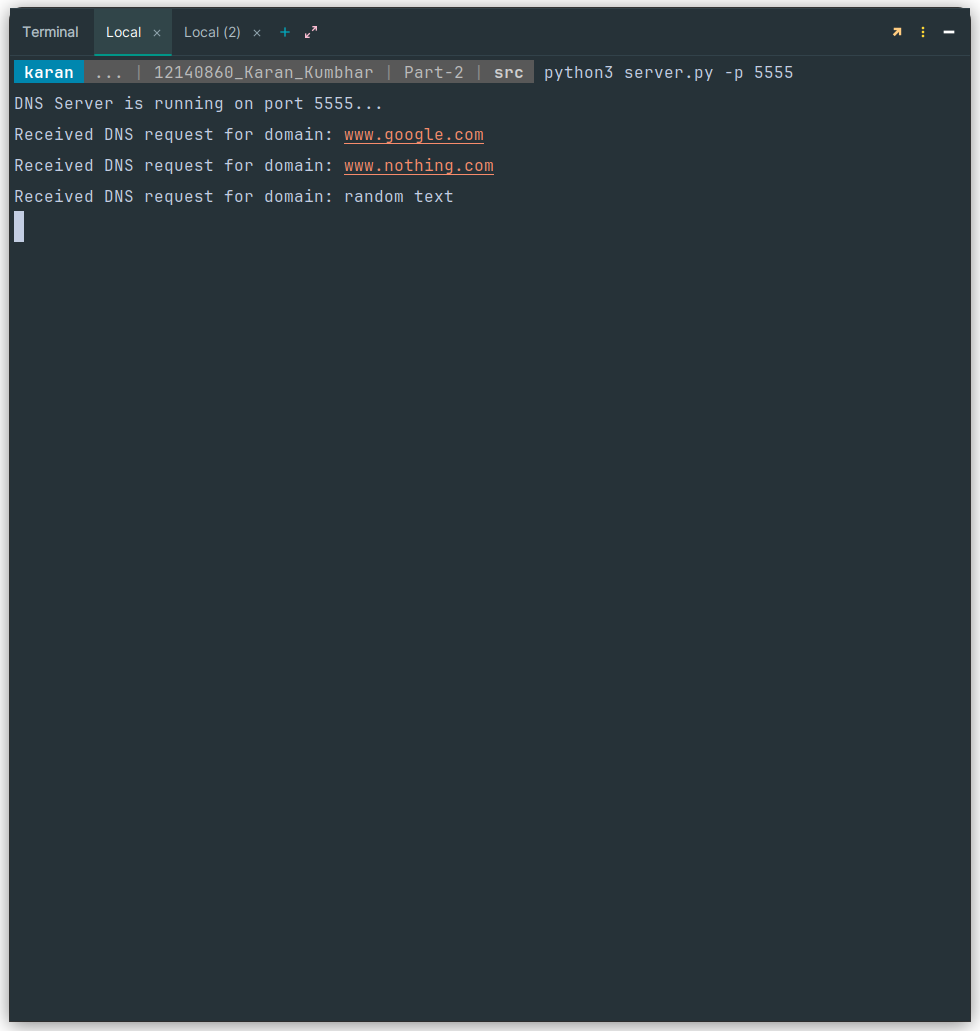 Terminal Local × Local (2) × +
karan ... | 12140860_Karan_Kumbhar | Part-2 | src python3 server.py -p 5555
DNS Server is running on port 5555...
Received DNS request for domain: www.google.com
Received DNS request for domain: www.nothing.com
Received DNS request for domain: random text